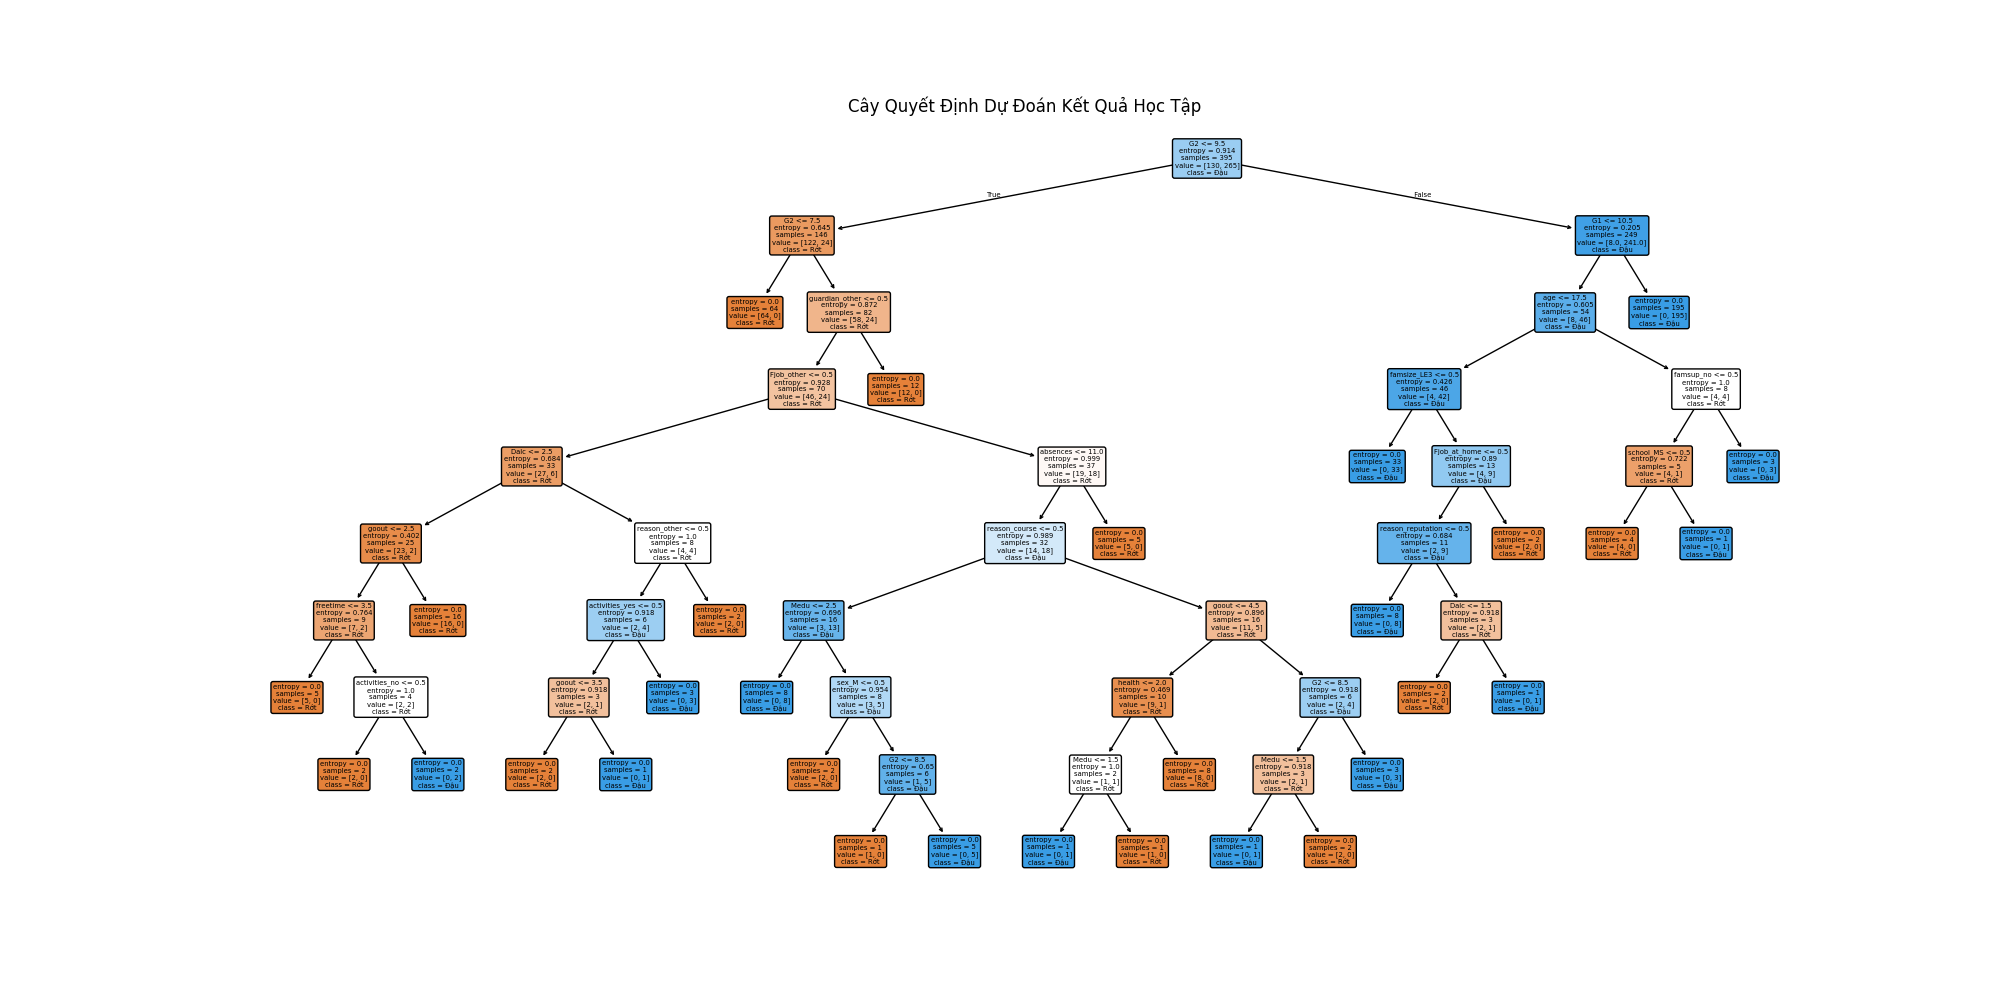 Cây Quyết Định Dự Đoán Kết Quả Học Tập
G2 <= 9.5
entropy = 0.914
samples = 395
value = [130, 265]
class = Đậu
True
False
G2 <= 7.5
entropy = 0.645
samples = 146
value = [122, 24]
class = Rớt
G1 <= 10.5
entropy = 0.205
samples = 249
value = [8.0, 241.0]
class = Đậu
entropy = 0.0
samples = 64
value = [64, 0]
class = Rớt
guardian_other <= 0.5
entropy = 0.872
samples = 82
value = [58, 24]
class = Rớt
age <= 17.5
entropy = 0.605
samples = 54
value = [8, 46]
class = Đậu
entropy = 0.0
samples = 195
value = [0, 195]
class = Đậu
Fjob_other <= 0.5
entropy = 0.928
samples = 70
value = [46, 24]
class = Rớt
entropy = 0.0
samples = 12
value = [12, 0]
class = Rớt
famsize_LE3 <= 0.5
entropy = 0.426
samples = 46
value = [4, 42]
class = Đậu
famsup_no <= 0.5
entropy = 1.0
samples = 8
value = [4, 4]
class = Rớt
Dalc <= 2.5
entropy = 0.684
samples = 33
value = [27, 6]
class = Rớt
absences <= 11.0
entropy = 0.999
samples = 37
value = [19, 18]
class = Rớt
entropy = 0.0
samples = 33
value = [0, 33]
class = Đậu
Fjob_at_home <= 0.5
entropy = 0.89
samples = 13
value = [4, 9]
class = Đậu
school_MS <= 0.5
entropy = 0.722
samples = 5
value = [4, 1]
class = Rớt
entropy = 0.0
samples = 3
value = [0, 3]
class = Đậu
goout <= 2.5
entropy = 0.402
samples = 25
value = [23, 2]
class = Rớt
reason_other <= 0.5
entropy = 1.0
samples = 8
value = [4, 4]
class = Rớt
reason_course <= 0.5
entropy = 0.989
samples = 32
value = [14, 18]
class = Đậu
entropy = 0.0
samples = 5
value = [5, 0]
class = Rớt
reason_reputation <= 0.5
entropy = 0.684
samples = 11
value = [2, 9]
class = Đậu
entropy = 0.0
samples = 2
value = [2, 0]
class = Rớt
entropy = 0.0
samples = 4
value = [4, 0]
class = Rớt
entropy = 0.0
samples = 1
value = [0, 1]
class = Đậu
freetime <= 3.5
entropy = 0.764
samples = 9
value = [7, 2]
class = Rớt
entropy = 0.0
samples = 16
value = [16, 0]
class = Rớt
activities_yes <= 0.5
entropy = 0.918
samples = 6
value = [2, 4]
class = Đậu
entropy = 0.0
samples = 2
value = [2, 0]
class = Rớt
Medu <= 2.5
entropy = 0.696
samples = 16
value = [3, 13]
class = Đậu
goout <= 4.5
entropy = 0.896
samples = 16
value = [11, 5]
class = Rớt
entropy = 0.0
samples = 8
value = [0, 8]
class = Đậu
Dalc <= 1.5
entropy = 0.918
samples = 3
value = [2, 1]
class = Rớt
entropy = 0.0
samples = 5
value = [5, 0]
class = Rớt
activities_no <= 0.5
entropy = 1.0
samples = 4
value = [2, 2]
class = Rớt
goout <= 3.5
entropy = 0.918
samples = 3
value = [2, 1]
class = Rớt
entropy = 0.0
samples = 3
value = [0, 3]
class = Đậu
entropy = 0.0
samples = 8
value = [0, 8]
class = Đậu
sex_M <= 0.5
entropy = 0.954
samples = 8
value = [3, 5]
class = Đậu
health <= 2.0
entropy = 0.469
samples = 10
value = [9, 1]
class = Rớt
G2 <= 8.5
entropy = 0.918
samples = 6
value = [2, 4]
class = Đậu
entropy = 0.0
samples = 2
value = [2, 0]
class = Rớt
entropy = 0.0
samples = 1
value = [0, 1]
class = Đậu
entropy = 0.0
samples = 2
value = [2, 0]
class = Rớt
entropy = 0.0
samples = 2
value = [0, 2]
class = Đậu
entropy = 0.0
samples = 2
value = [2, 0]
class = Rớt
entropy = 0.0
samples = 1
value = [0, 1]
class = Đậu
entropy = 0.0
samples = 2
value = [2, 0]
class = Rớt
G2 <= 8.5
entropy = 0.65
samples = 6
value = [1, 5]
class = Đậu
Medu <= 1.5
entropy = 1.0
samples = 2
value = [1, 1]
class = Rớt
entropy = 0.0
samples = 8
value = [8, 0]
class = Rớt
Medu <= 1.5
entropy = 0.918
samples = 3
value = [2, 1]
class = Rớt
entropy = 0.0
samples = 3
value = [0, 3]
class = Đậu
entropy = 0.0
samples = 1
value = [1, 0]
class = Rớt
entropy = 0.0
samples = 5
value = [0, 5]
class = Đậu
entropy = 0.0
samples = 1
value = [0, 1]
class = Đậu
entropy = 0.0
samples = 1
value = [1, 0]
class = Rớt
entropy = 0.0
samples = 1
value = [0, 1]
class = Đậu
entropy = 0.0
samples = 2
value = [2, 0]
class = Rớt